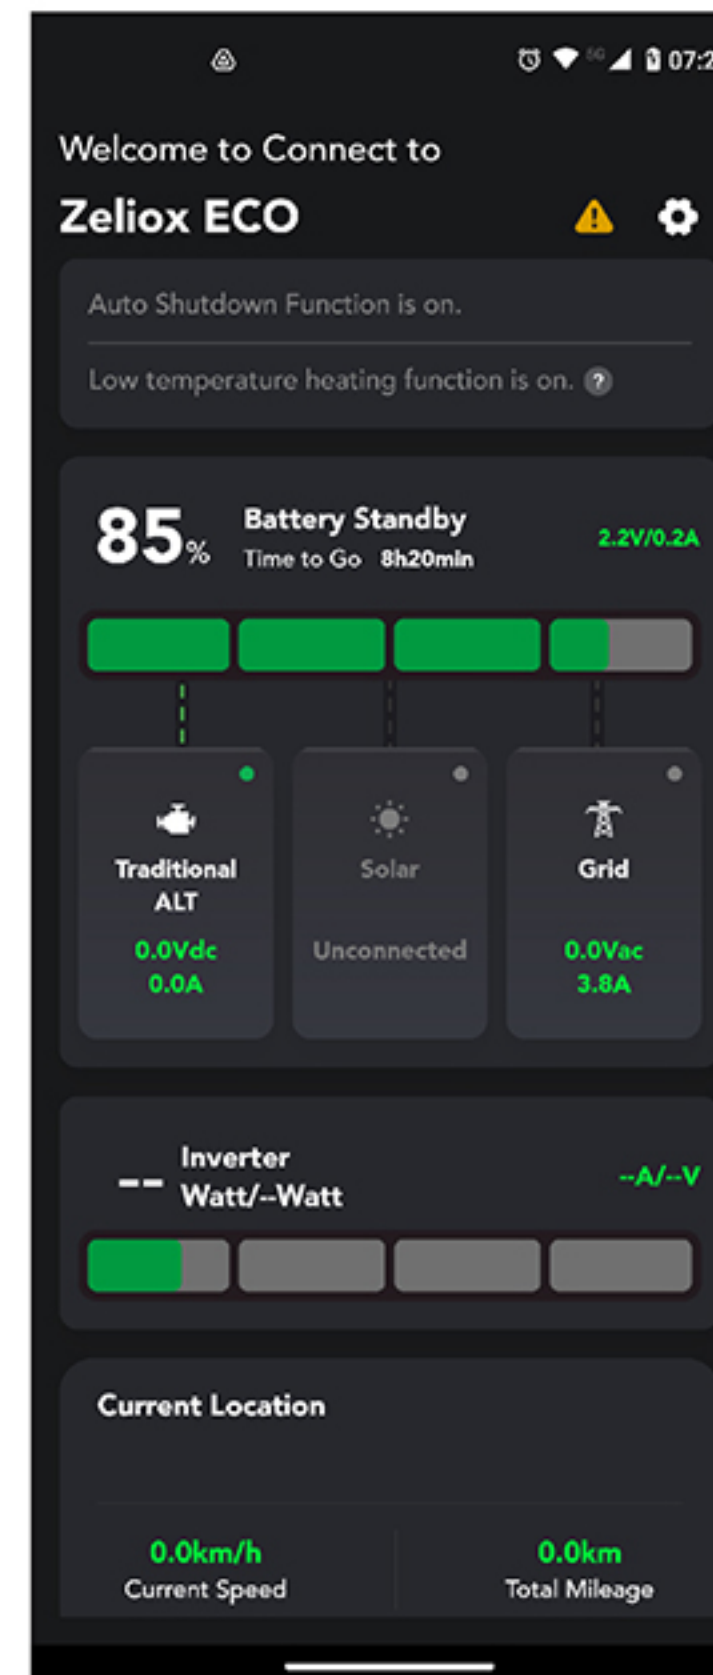 5G 07:2
Welcome to Connect to
Zeliox ECO
Auto Shutdown Function is on.
Low temperature heating function is on. ?
85% Battery Standby 2.2V/0.2A
Time to Go 8h20min
Traditional
ALT
0.0Vdc
0.0A
Solar
Unconnected
Grid
0.0Vac
3.8A
-- Inverter
Watt/--Watt
--A/--V
Current Location
0.0km/h
Current Speed
0.0km
Total Mileage